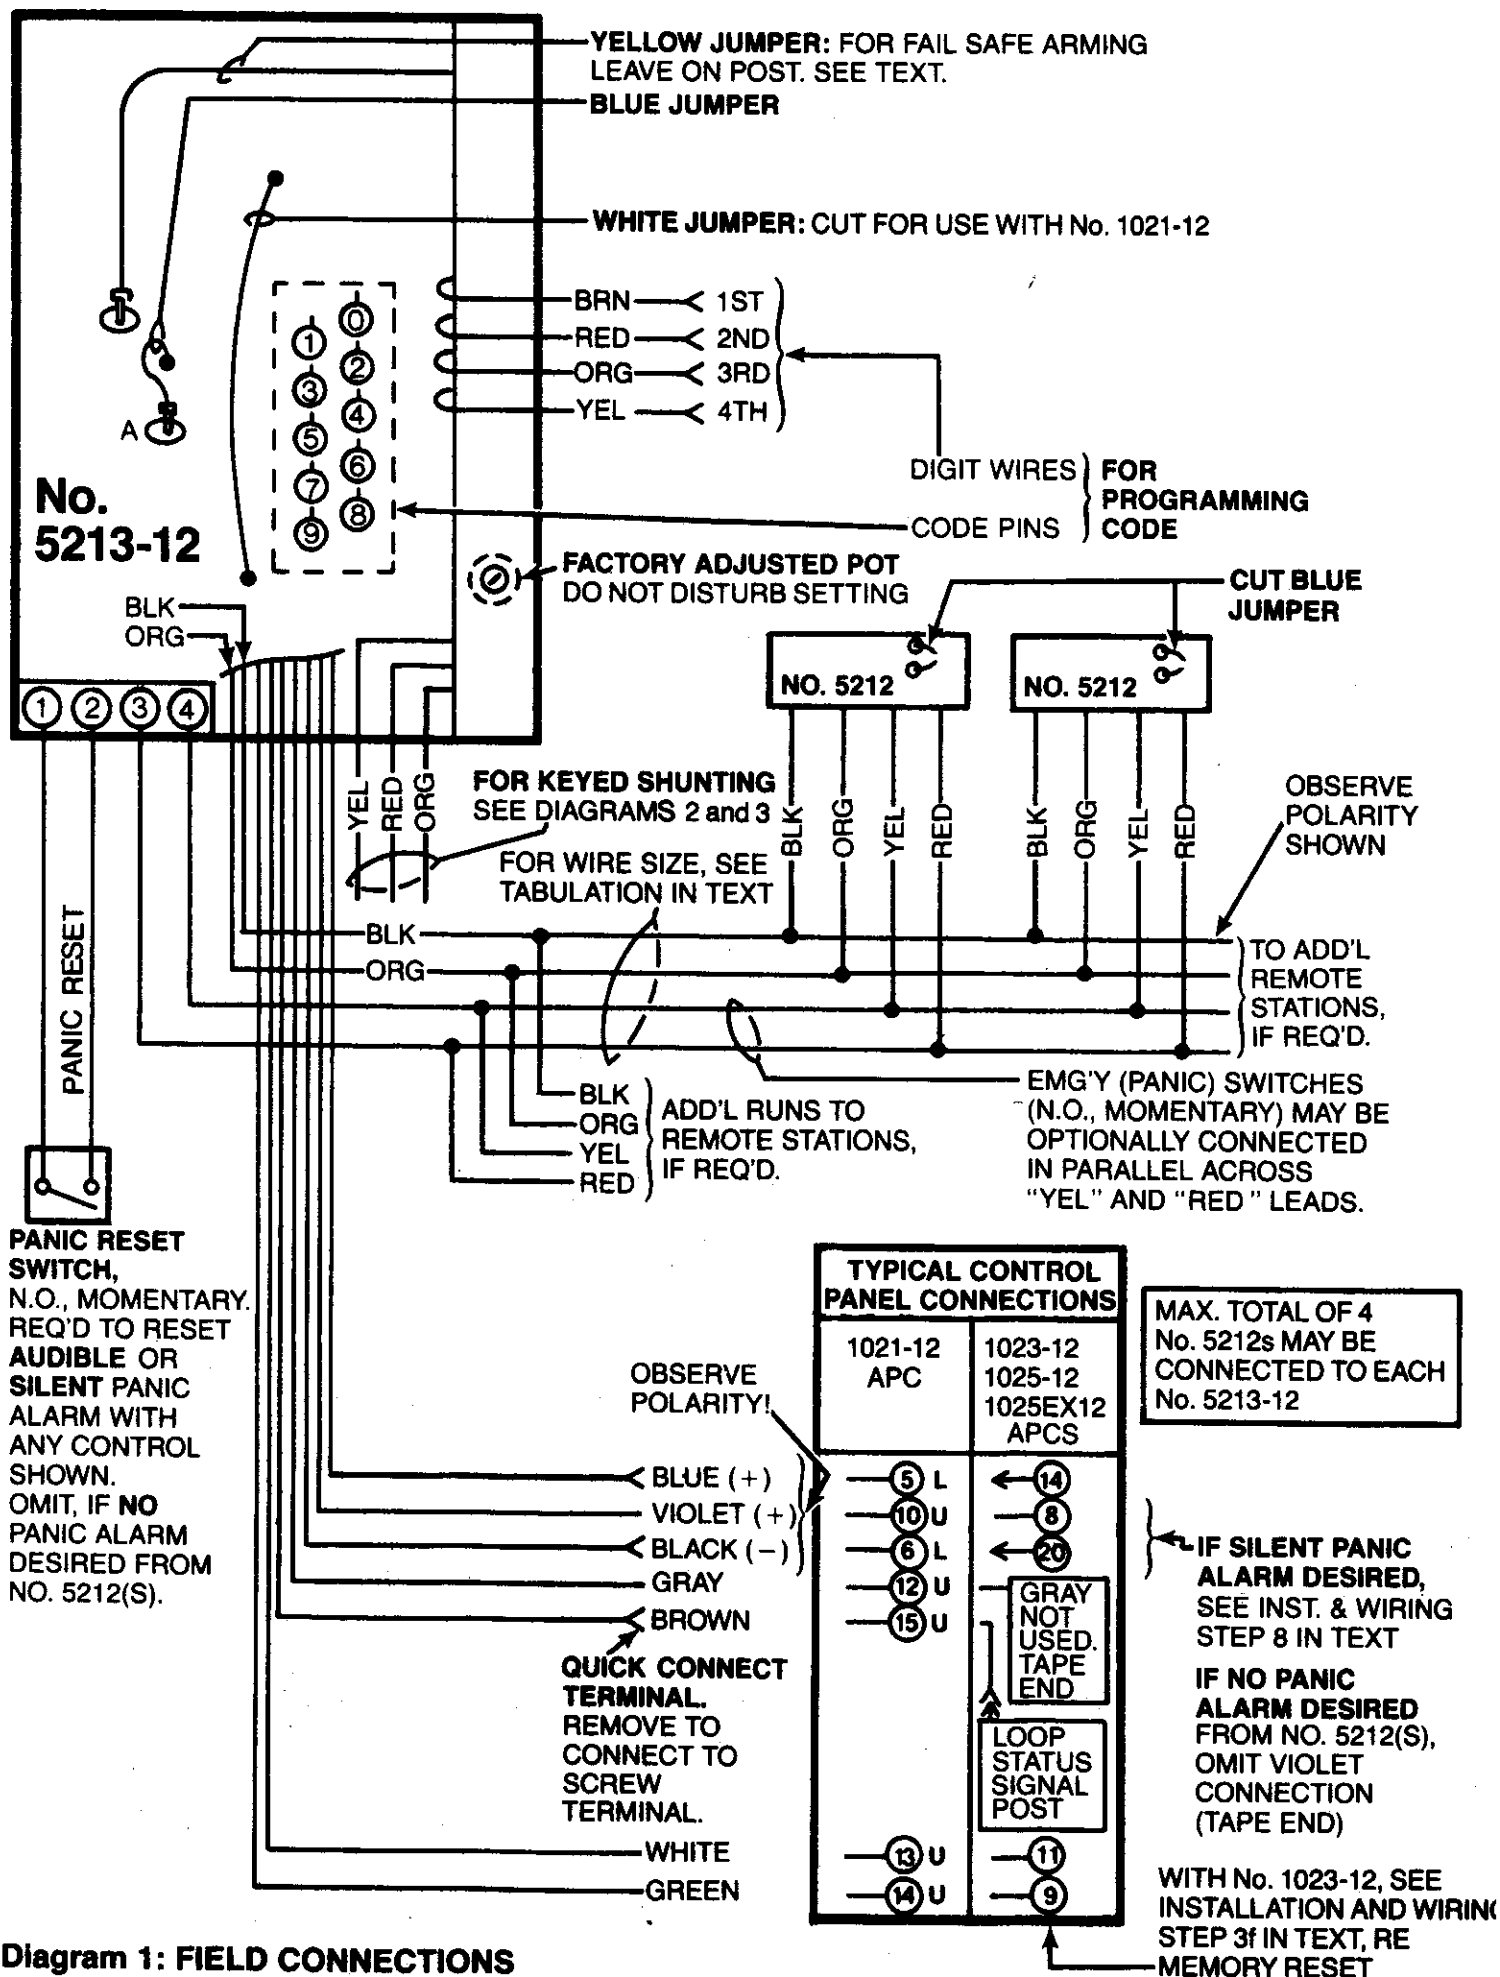 YELLOW JUMPER: FOR FAIL SAFE ARMING
LEAVE ON POST. SEE TEXT.
BLUE JUMPER
WHITE JUMPER: CUT FOR USE WITH No. 1021-12
BRN 1ST
RED 2ND
ORG 3RD
YEL 4TH
0
1
2
3
4
5
6
7
8
9
A
No.
5213-12
DIGIT WIRES
CODE PINS
FOR
PROGRAMMING
CODE
FACTORY ADJUSTED POT
DO NOT DISTURB SETTING
CUT BLUE
JUMPER
BLK
ORG
1 2 3 4
NO. 5212
NO. 5212
YEL
RED
ORG
FOR KEYED SHUNTING
SEE DIAGRAMS 2 and 3
BLK
ORG
YEL
RED
BLK
ORG
YEL
RED
OBSERVE
POLARITY
SHOWN
FOR WIRE SIZE, SEE
TABULATION IN TEXT
PANIC RESET
BLK
ORG
TO ADD'L
REMOTE
STATIONS,
IF REQ'D.
BLK
ORG
YEL
RED
ADD'L RUNS TO
REMOTE STATIONS,
IF REQ'D.
EMG'Y (PANIC) SWITCHES
(N.O., MOMENTARY) MAY BE
OPTIONALLY CONNECTED
IN PARALLEL ACROSS
"YEL" AND "RED" LEADS.
PANIC RESET
SWITCH,
N.O., MOMENTARY.
REQ'D TO RESET
AUDIBLE OR
SILENT PANIC
ALARM WITH
ANY CONTROL
SHOWN.
OMIT, IF NO
PANIC ALARM
DESIRED FROM
NO. 5212(S).
TYPICAL CONTROL
PANEL CONNECTIONS
1021-12
APC
1023-12
1025-12
1025EX12
APCS
MAX. TOTAL OF 4
No. 5212s MAY BE
CONNECTED TO EACH
No. 5213-12
OBSERVE
POLARITY!
BLUE (+)
VIOLET (+)
BLACK (−)
GRAY
BROWN
5 L
10 U
6 L
12 U
15 U
14
8
20
GRAY
NOT
USED.
TAPE
END
LOOP
STATUS
SIGNAL
POST
IF SILENT PANIC
ALARM DESIRED,
SEE INST. & WIRING
STEP 8 IN TEXT
IF NO PANIC
ALARM DESIRED
FROM NO. 5212(S),
OMIT VIOLET
CONNECTION
(TAPE END)
QUICK CONNECT
TERMINAL.
REMOVE TO
CONNECT TO
SCREW
TERMINAL.
WHITE
GREEN
13 U
14 U
11
9
WITH No. 1023-12, SEE
INSTALLATION AND WIRING
STEP 3f IN TEXT, RE
MEMORY RESET
Diagram 1: FIELD CONNECTIONS